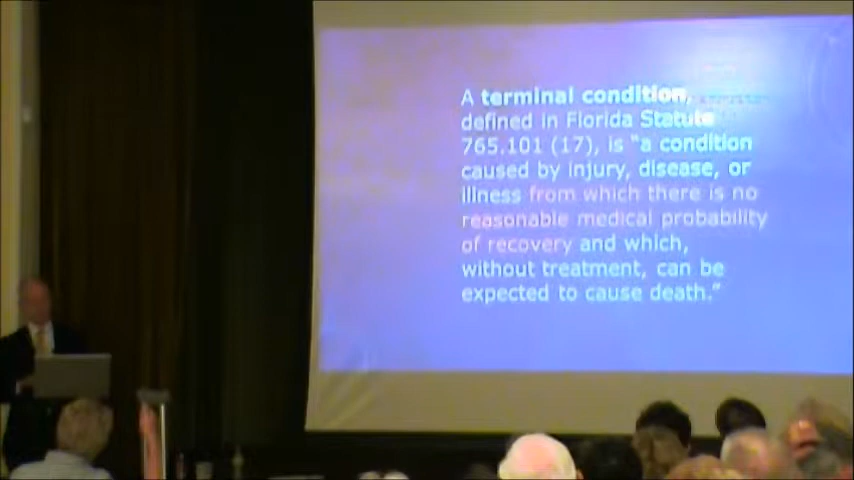 A terminal condition,
defined in Florida Statute
765.101 (17), is “a condition
caused by injury, disease, or
illness from which there is no
reasonable medical probability
of recovery and which,
without treatment, can be
expected to cause death.”